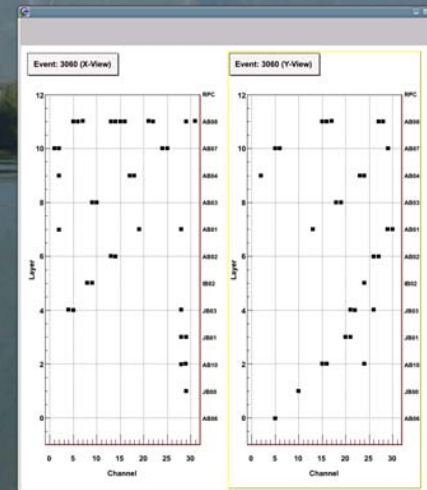 Event: 3060 (X-View)
12
RPC
AB08
10
AB07
AB04
8
AB03
AB01
6
AB02
IB02
4
JB03
JB01
2
AB10
JB00
0
AB06
Layer
0 5 10 15 20 25 30
Channel
Event: 3060 (Y-View)
12
RPC
AB08
10
AB07
AB04
8
AB03
AB01
6
AB02
IB02
4
JB03
JB01
2
AB10
JB00
0
AB06
Layer
0 5 10 15 20 25 30
Channel